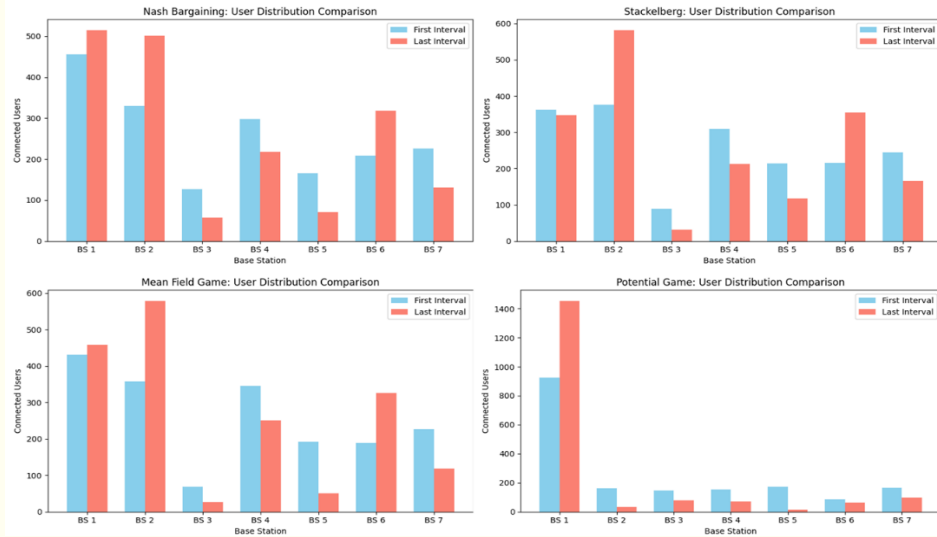 Nash Bargaining: User Distribution Comparison
First Interval
Last Interval
Connected Users
500
400
300
200
100
0
BS 1 BS 2 BS 3 BS 4 BS 5 BS 6 BS 7
Base Station
Stackelberg: User Distribution Comparison
First Interval
Last Interval
Connected Users
600
500
400
300
200
100
0
BS 1 BS 2 BS 3 BS 4 BS 5 BS 6 BS 7
Base Station
Mean Field Game: User Distribution Comparison
First Interval
Last Interval
Connected Users
600
500
400
300
200
100
0
BS 1 BS 2 BS 3 BS 4 BS 5 BS 6 BS 7
Base Station
Potential Game: User Distribution Comparison
First Interval
Last Interval
Connected Users
1400
1200
1000
800
600
400
200
0
BS 1 BS 2 BS 3 BS 4 BS 5 BS 6 BS 7
Base Station